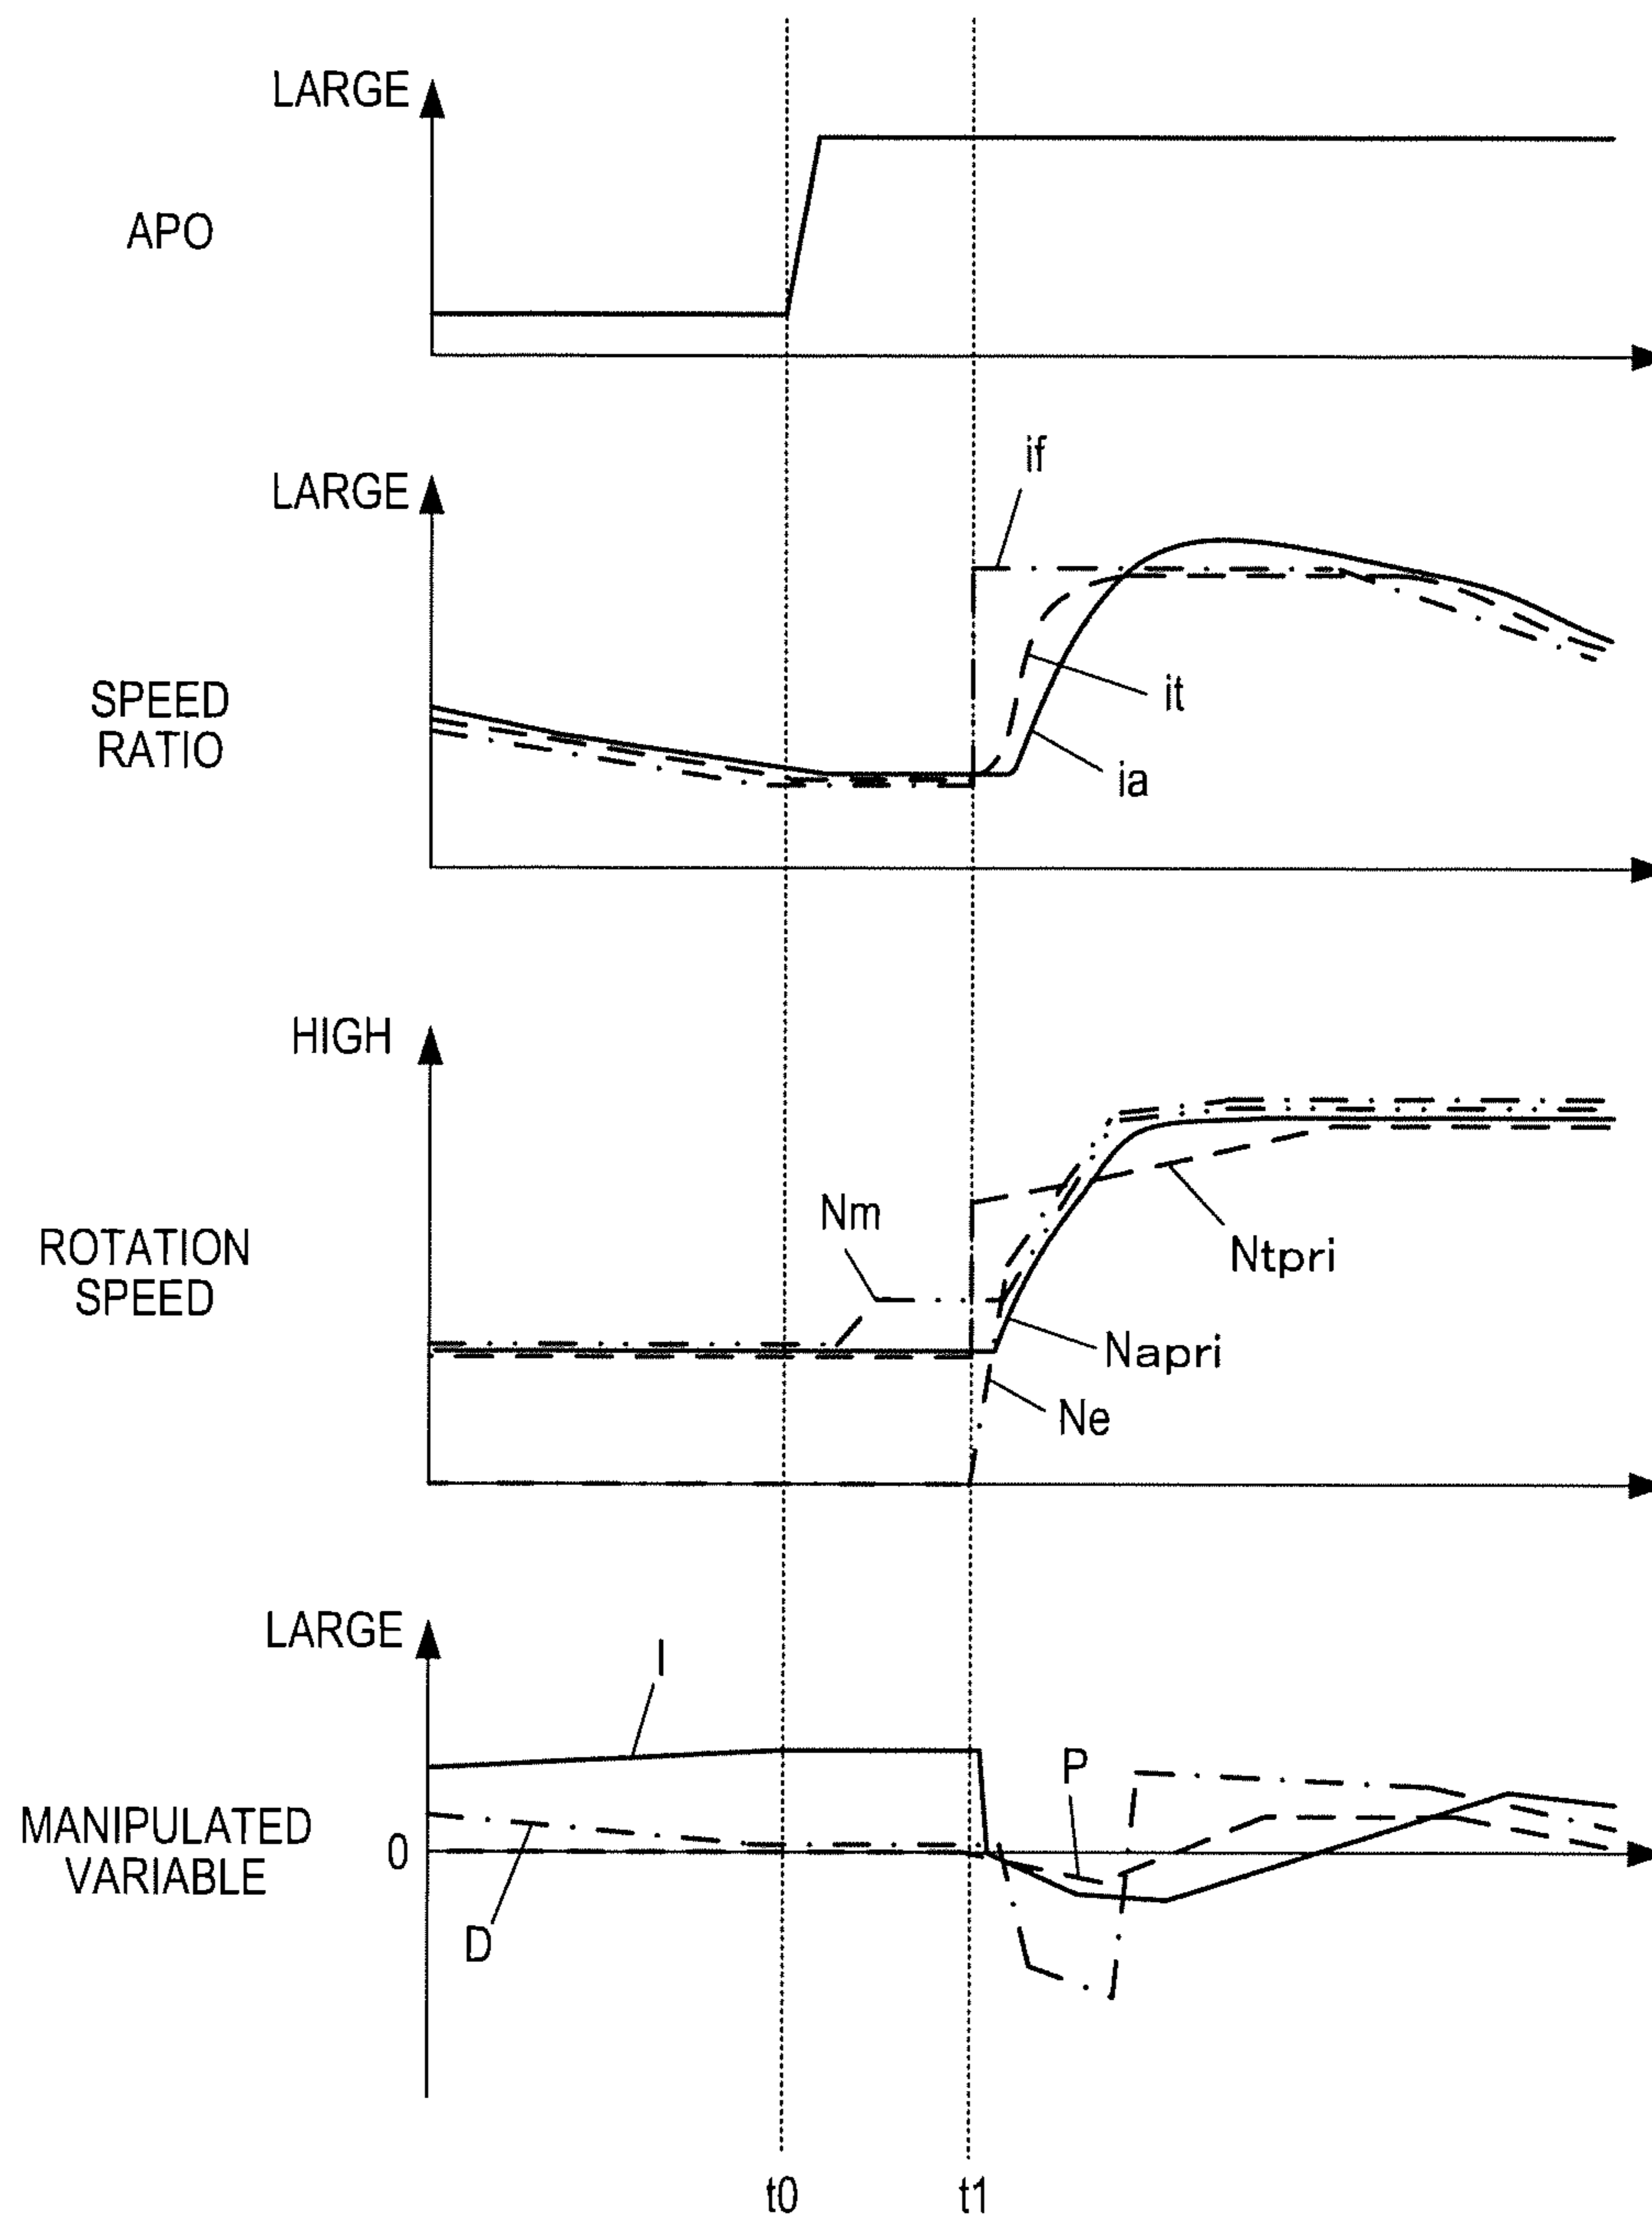 LARGE
APO
LARGE
if
SPEED
RATIO
it
ia
HIGH
Nm
ROTATION
SPEED
Ntpri
Napri
Ne
LARGE
I
P
MANIPULATED
VARIABLE
0
D
t0
t1